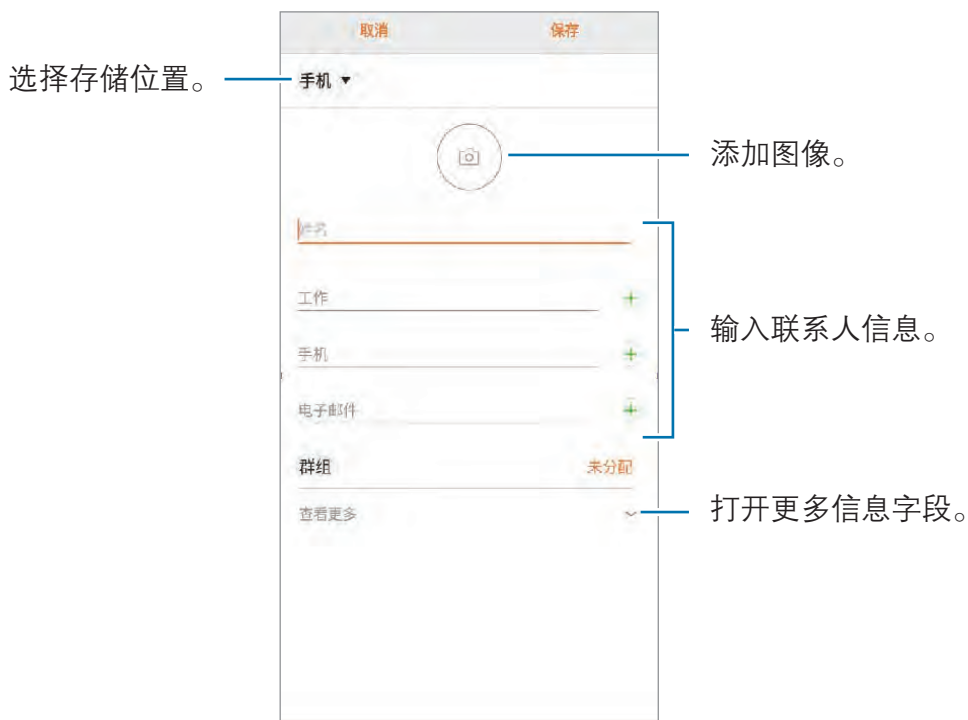 取消
保存
选择存储位置。
手机
添加图像。
姓名
工作
手机
输入联系人信息。
电子邮件
群组
未分配
查看更多
打开更多信息字段。